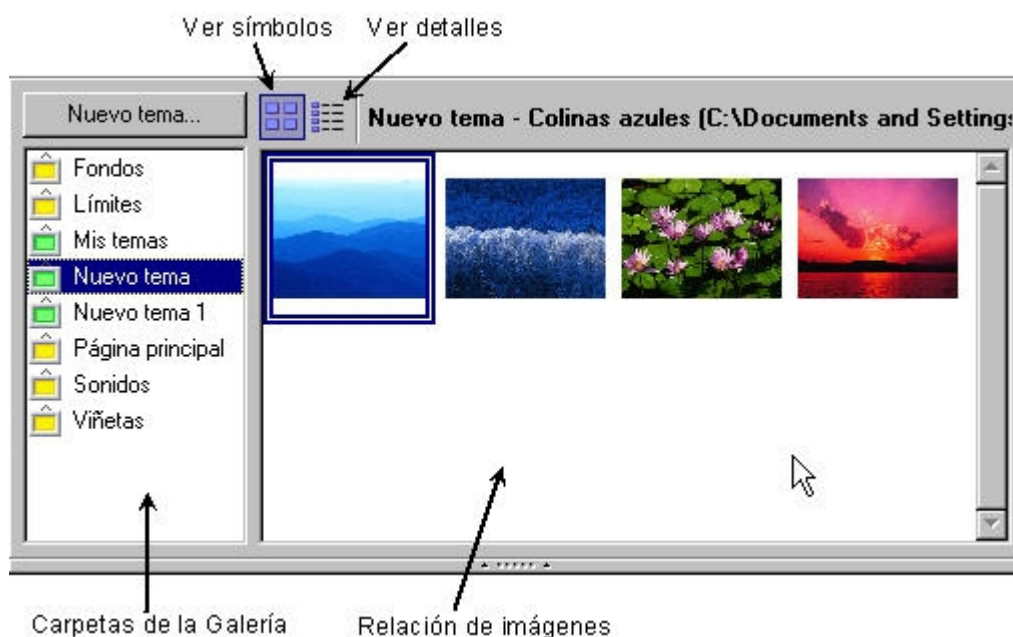 Ver símbolos Ver detalles
Nuevo tema... Nuevo tema - Colinas azules (C:\Documents and Settings
Fondos
Límites
Mis temas
Nuevo tema
Nuevo tema 1
Página principal
Sonidos
Viñetas
Carpetas de la Galería Relación de imágenes